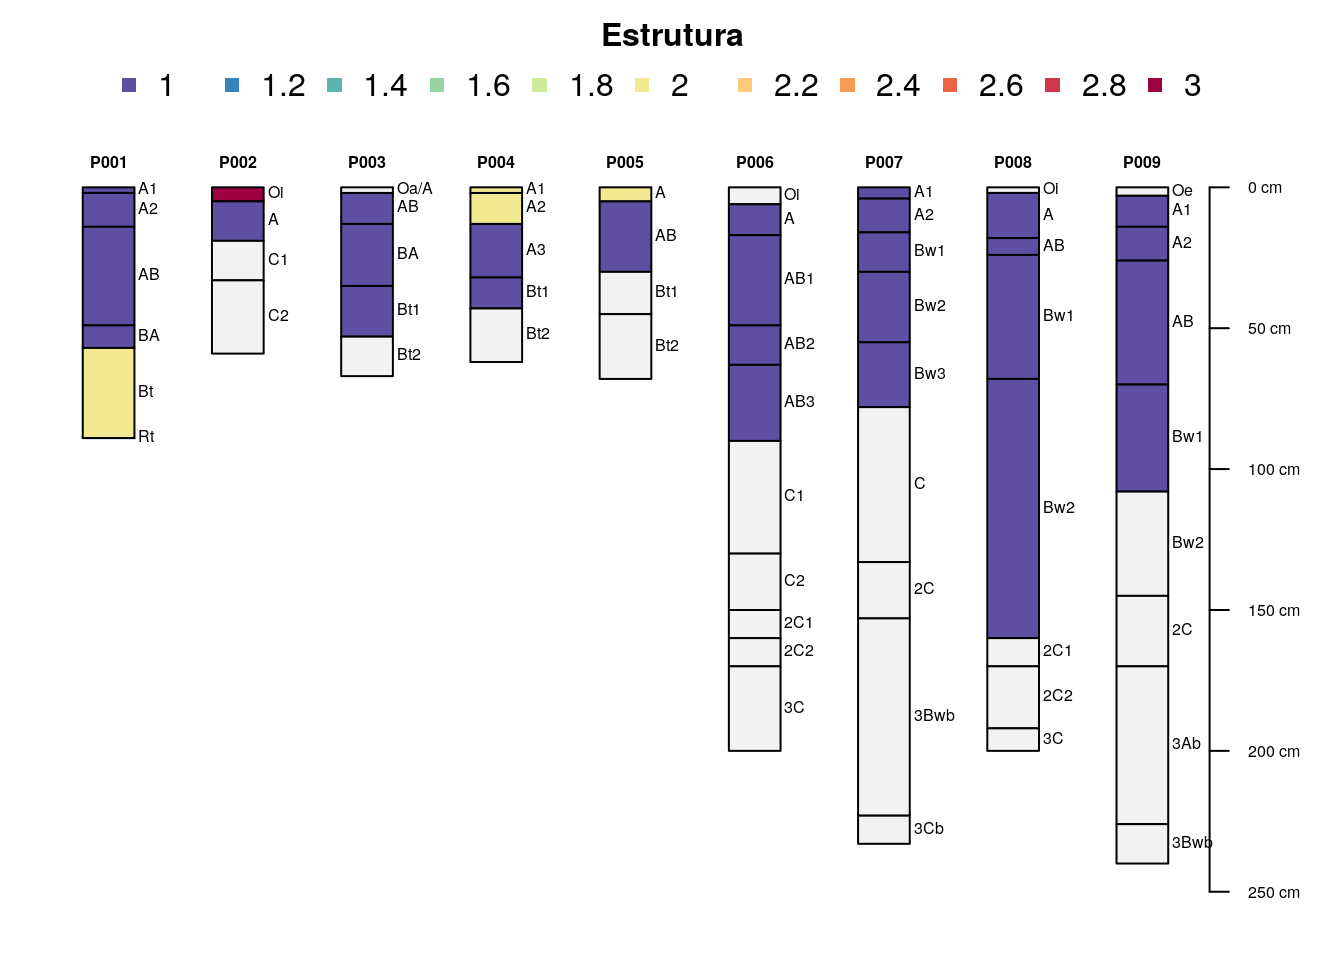 Estrutura
1 1.2 1.4 1.6 1.8 2 2.2 2.4 2.6 2.8 3
P001 P002 P003 P004 P005 P006 P007 P008 P009
A1
A2
AB
BA
Bt
Rt
Oi
A
C1
C2
Oa/A
AB
BA
Bt1
Bt2
A1
A2
A3
Bt1
Bt2
A
AB
Bt1
Bt2
Oi
A
AB1
AB2
AB3
C1
C2
2C1
2C2
3C
A1
A2
Bw1
Bw2
Bw3
C
2C
3Bwb
3Cb
Oi
A
AB
Bw1
Bw2
2C1
2C2
3C
Oe
A1
A2
AB
Bw1
Bw2
2C
3Ab
3Bwb
0 cm
50 cm
100 cm
150 cm
200 cm
250 cm